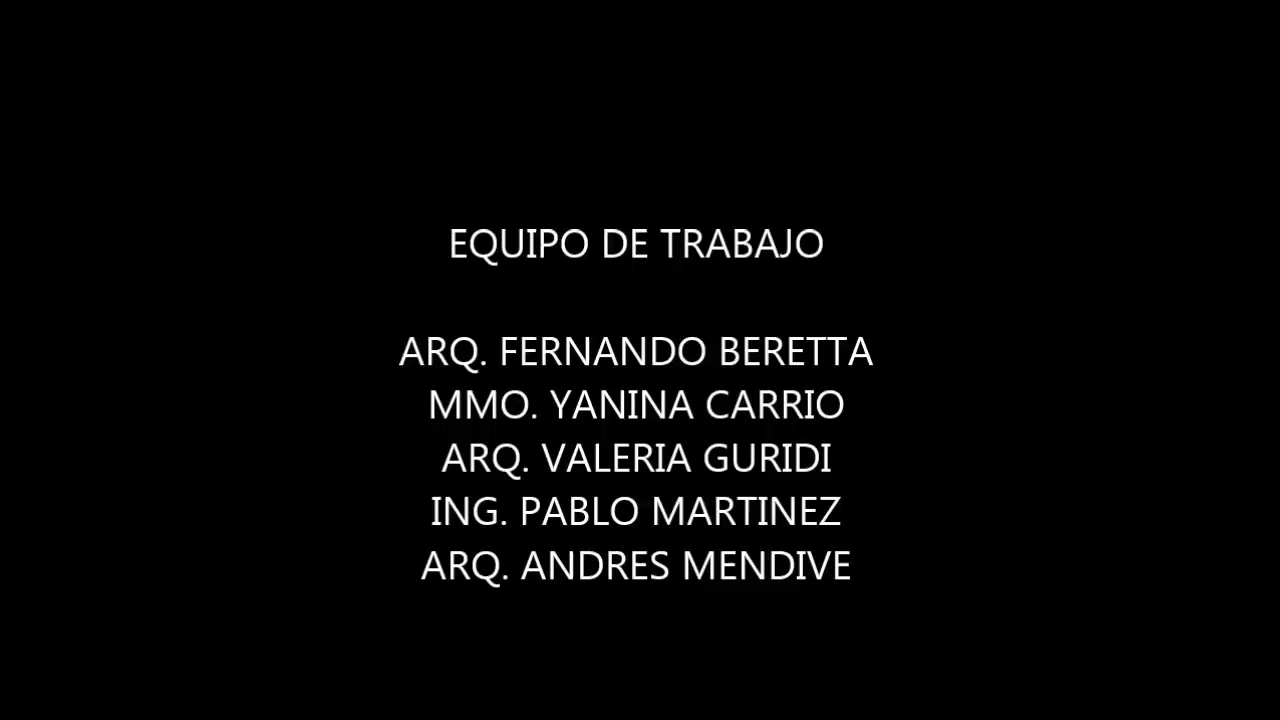 EQUIPO DE TRABAJO
ARQ. FERNANDO BERETTA
MMO. YANINA CARRIO
ARQ. VALERIA GURIDI
ING. PABLO MARTINEZ
ARQ. ANDRES MENDIVE